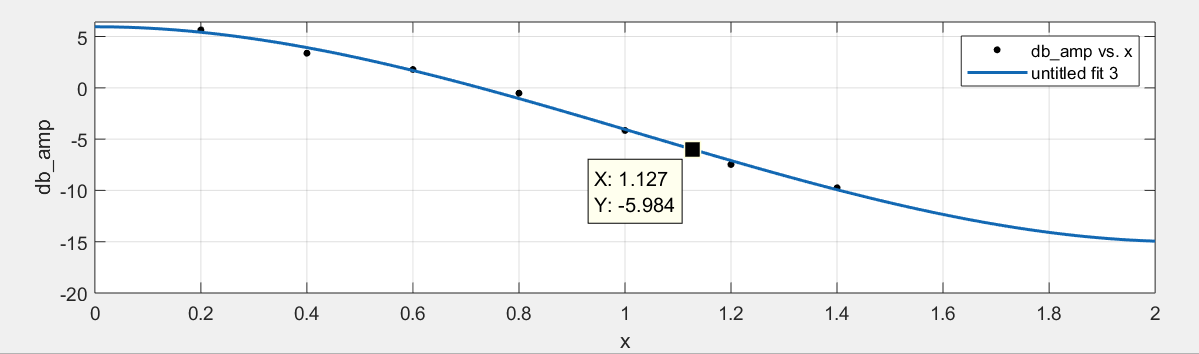 5
0
-5
-10
-15
-20
db_amp
db_amp vs. x
untitled fit 3
X: 1.127
Y: -5.984
0 0.2 0.4 0.6 0.8 1 1.2 1.4 1.6 1.8 2
x